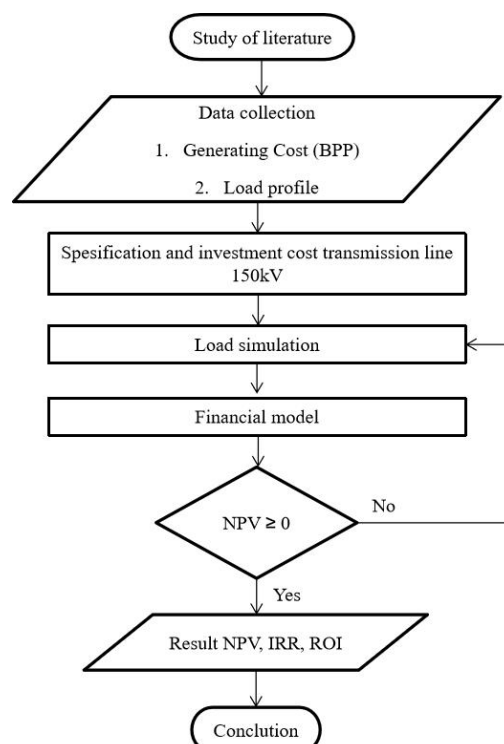 Study of literature
Data collection
1. Generating Cost (BPP)
2. Load profile
Spesification and investment cost transmission line
150kV
Load simulation
Financial model
NPV ≥ 0
No
Yes
Result NPV, IRR, ROI
Conclution